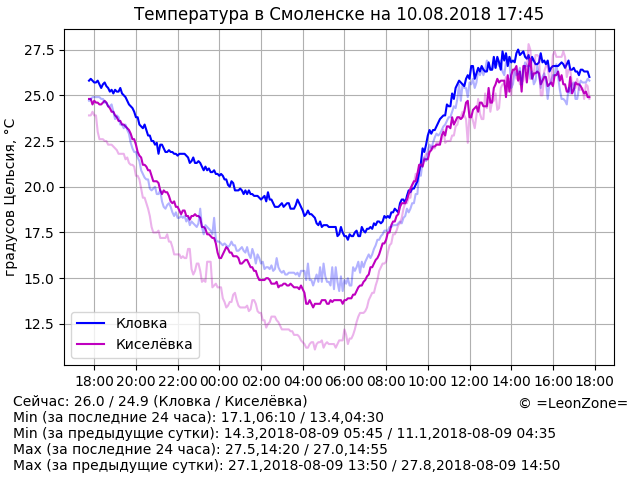 Температура в Смоленске на 10.08.2018 17:45
градусов Цельсия, °C
27.5
25.0
22.5
20.0
17.5
15.0
12.5
Кловка
Киселёвка
18:00 20:00 22:00 00:00 02:00 04:00 06:00 08:00 10:00 12:00 14:00 16:00 18:00
Сейчас: 26.0 / 24.9 (Кловка / Киселёвка)
© =LeonZone=
Min (за последние 24 часа): 17.1,06:10 / 13.4,04:30
Min (за предыдущие сутки): 14.3,2018-08-09 05:45 / 11.1,2018-08-09 04:35
Max (за последние 24 часа): 27.5,14:20 / 27.0,14:55
Max (за предыдущие сутки): 27.1,2018-08-09 13:50 / 27.8,2018-08-09 14:50